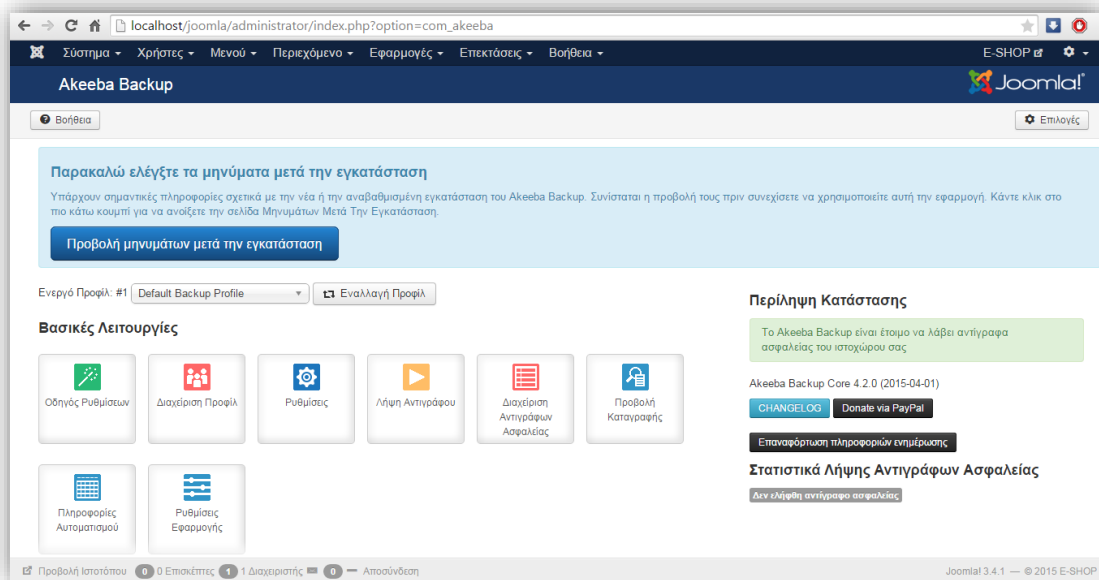 localhost/joomla/administrator/index.php?option=com_akeeba
Σύστημα Χρήστες Μενού Περιεχόμενο Εφαρμογές Επεκτάσεις Βοήθεια E-SHOP
Akeeba Backup Joomla!
Βοήθεια Επιλογές
Παρακαλώ ελέγξτε τα μηνύματα μετά την εγκατάσταση
Υπάρχουν σημαντικές πληροφορίες σχετικά με την νέα ή την αναβαθμισμένη εγκατάσταση του Akeeba Backup. Συνίσταται η προβολή τους πριν συνεχίσετε να χρησιμοποιείτε αυτή την εφαρμογή. Κάντε κλικ στο
πιο κάτω κουμπί για να ανοίξετε την σελίδα Μηνυμάτων Μετά Την Εγκατάσταση.
Προβολή μηνυμάτων μετά την εγκατάσταση
Ενεργό Προφίλ: #1 Default Backup Profile Εναλλαγή Προφίλ
Βασικές Λειτουργίες
Οδηγός Ρυθμίσεων
Διαχείριση Προφίλ
Ρυθμίσεις
Λήψη Αντιγράφου
Διαχείριση
Αντιγράφων
Ασφαλείας
Προβολή
Καταγραφής
Πληροφορίες
Αυτοματισμού
Ρυθμίσεις
Εφαρμογής
Περίληψη Κατάστασης
Το Akeeba Backup είναι έτοιμο να λάβει αντίγραφα
ασφαλείας του ιστοχώρου σας
Akeeba Backup Core 4.2.0 (2015-04-01)
CHANGELOG Donate via PayPal
Επαναφόρτωση πληροφοριών ενημέρωσης
Στατιστικά Λήψης Αντιγράφων Ασφαλείας
Δεν ελήφθη αντίγραφο ασφαλείας
Προβολή Ιστοτόπου 0 0 Επισκέπτες 1 1 Διαχειριστής 0 Αποσύνδεση Joomla! 3.4.1 — © 2015 E-SHOP